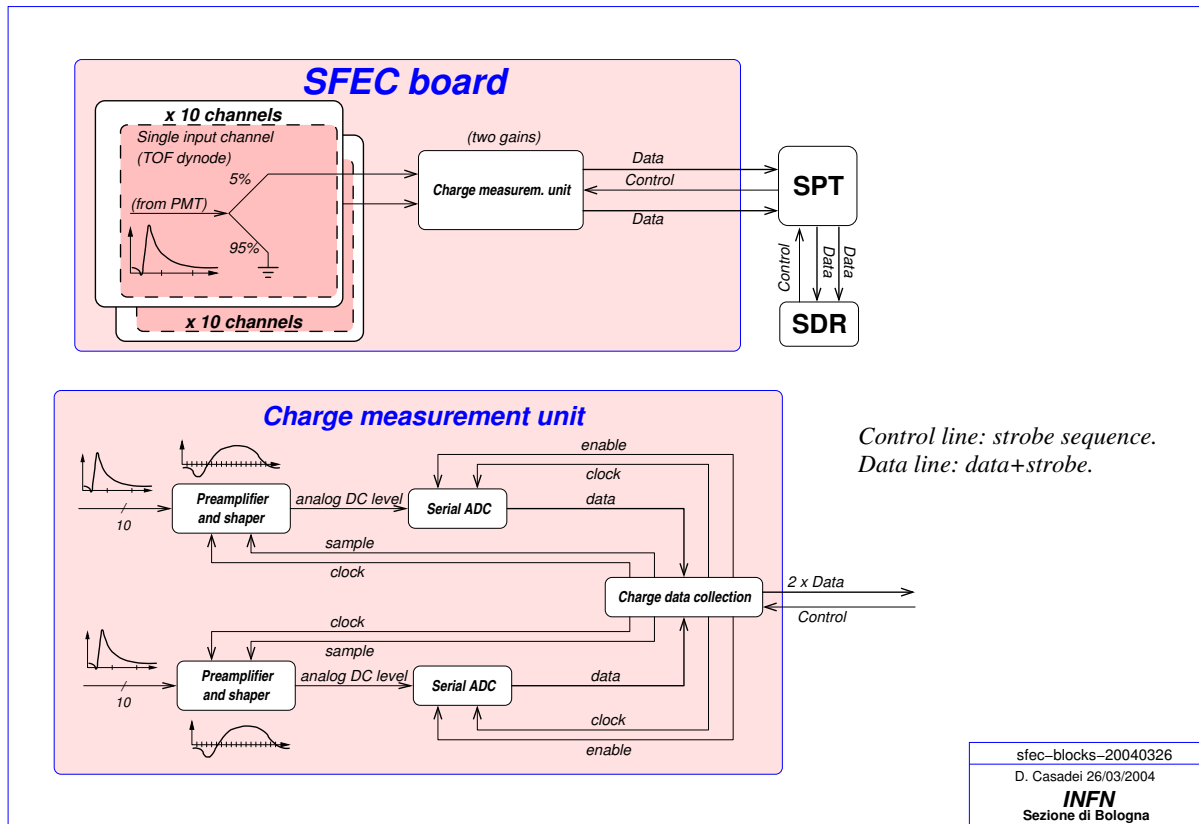 SFEC board
x 10 channels
Single input channel
(TOF dynode)
5%
(from PMT)
95%
x 10 channels
(two gains)
Charge measurem. unit
Data
Control
Data
SPT
Control
Data
Data
SDR
Charge measurement unit
Control line: strobe sequence.
Data line: data+strobe.
enable
clock
10
Preamplifier
and shaper
analog DC level
Serial ADC
data
sample
clock
Charge data collection
2 x Data
Control
clock
sample
10
Preamplifier
and shaper
analog DC level
Serial ADC
data
clock
enable
sfec−blocks−20040326
D. Casadei 26/03/2004
INFN
Sezione di Bologna